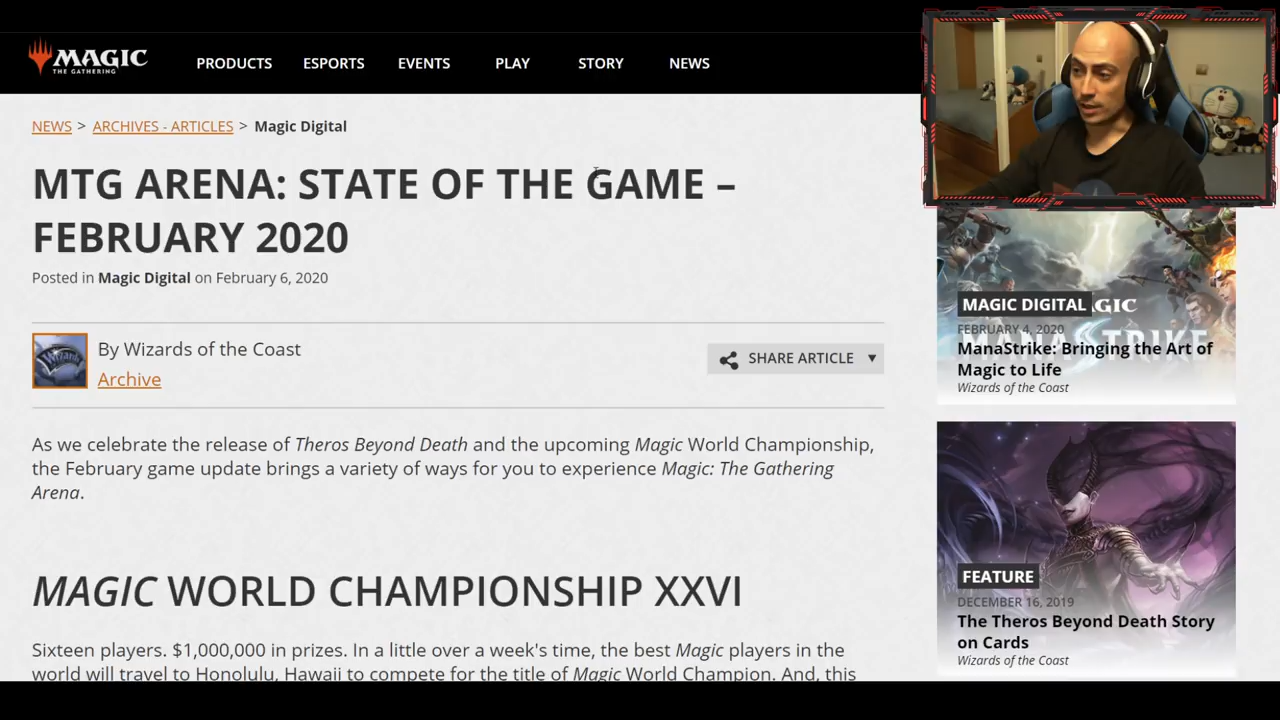 MAGIC
THE GATHERING
PRODUCTS
ESPORTS
EVENTS
PLAY
STORY
NEWS
NEWS > ARCHIVES - ARTICLES > Magic Digital
MTG ARENA: STATE OF THE GAME –
FEBRUARY 2020
Posted in Magic Digital on February 6, 2020
By Wizards of the Coast
Archive
SHARE ARTICLE
As we celebrate the release of Theros Beyond Death and the upcoming Magic World Championship,
the February game update brings a variety of ways for you to experience Magic: The Gathering
Arena.
MAGIC WORLD CHAMPIONSHIP XXVI
Sixteen players. $1,000,000 in prizes. In a little over a week's time, the best Magic players in the
world will travel to Honolulu, Hawaii to compete for the title of Magic World Champion. And, this
MAGIC DIGITAL
FEBRUARY 4, 2020
MANASTRIKE
ManaStrike: Bringing the Art of
Magic to Life
Wizards of the Coast
FEATURE
DECEMBER 16, 2019
The Theros Beyond Death Story
on Cards
Wizards of the Coast